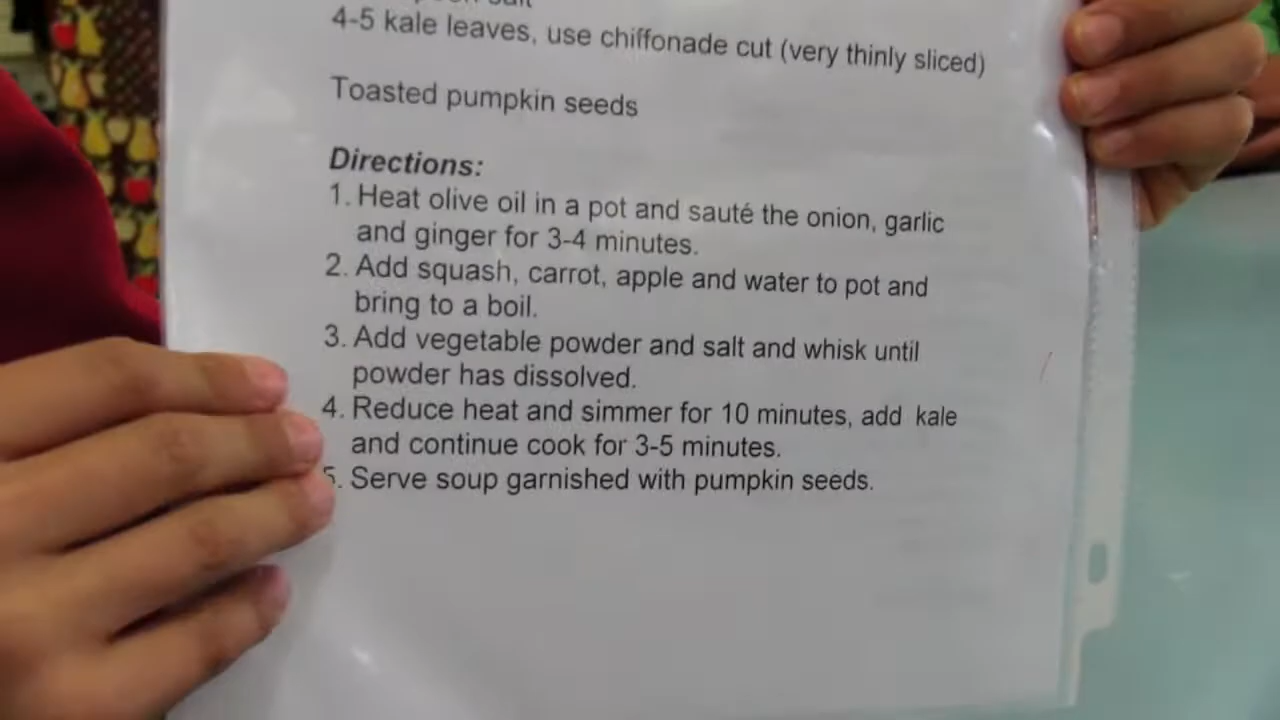 salt
4-5 kale leaves, use chiffonade cut (very thinly sliced)
Toasted pumpkin seeds
Directions:
1. Heat olive oil in a pot and sauté the onion, garlic
and ginger for 3-4 minutes.
2. Add squash, carrot, apple and water to pot and
bring to a boil.
3. Add vegetable powder and salt and whisk until
powder has dissolved.
4. Reduce heat and simmer for 10 minutes, add kale
and continue cook for 3-5 minutes.
5. Serve soup garnished with pumpkin seeds.